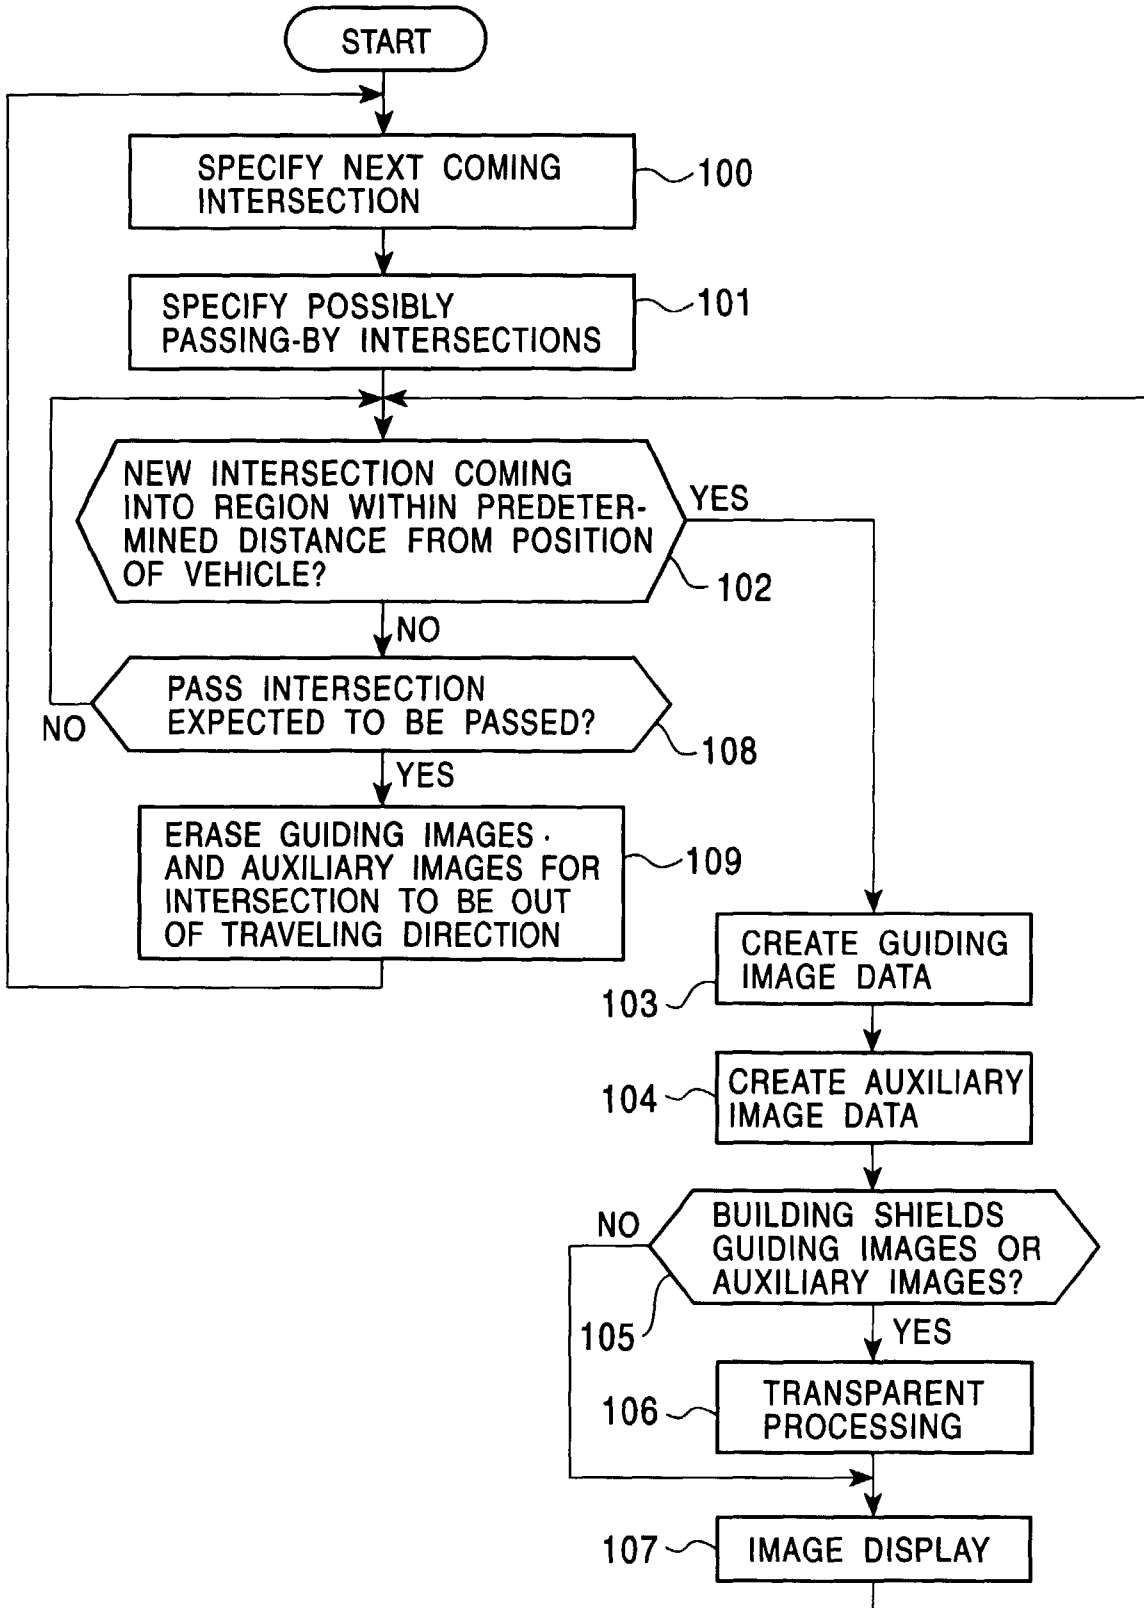 START
SPECIFY NEXT COMING
INTERSECTION
100
SPECIFY POSSIBLY
PASSING-BY INTERSECTIONS
101
NEW INTERSECTION COMING
INTO REGION WITHIN PREDETER-
MINED DISTANCE FROM POSITION
OF VEHICLE?
YES
102
NO
PASS INTERSECTION
EXPECTED TO BE PASSED?
NO
108
YES
ERASE GUIDING IMAGES
AND AUXILIARY IMAGES FOR
INTERSECTION TO BE OUT
OF TRAVELING DIRECTION
109
CREATE GUIDING
IMAGE DATA
103
CREATE AUXILIARY
IMAGE DATA
104
NO
BUILDING SHIELDS
GUIDING IMAGES OR
AUXILIARY IMAGES?
105
YES
TRANSPARENT
PROCESSING
106
107
IMAGE DISPLAY